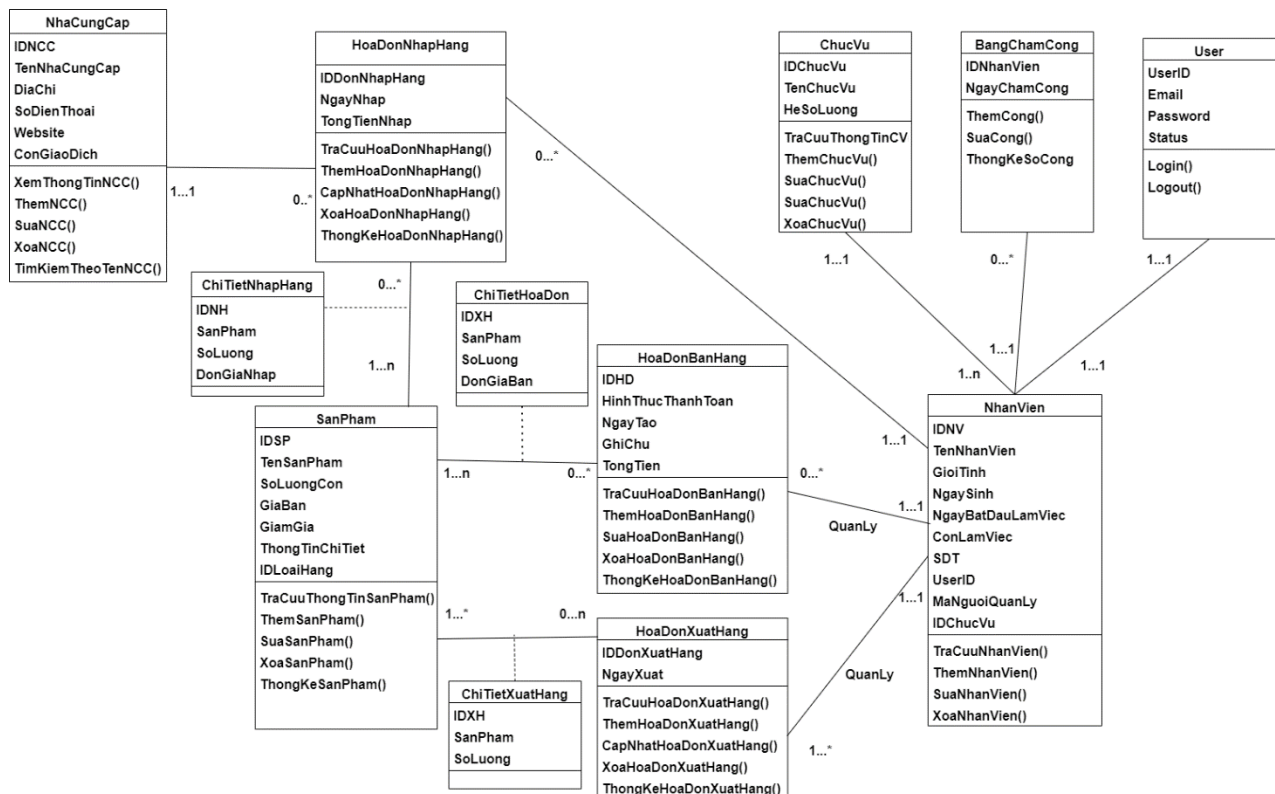 NhaCungCap
IDNCC
TenNhaCungCap
DiaChi
SoDienThoai
Website
ConGiaoDich
XemThongTinNCC()
ThemNCC()
SuaNCC()
XoaNCC()
TimKiemTheoTenNCC()
1...1
0..*
HoaDonNhapHang
IDDonNhapHang
NgayNhap
TongTienNhap
TraCuuHoaDonNhapHang()
ThemHoaDonNhapHang()
CapNhatHoaDonNhapHang()
XoaHoaDonNhapHang()
ThongKeHoaDonNhapHang()
0...*
0...*
1...n
1...1
ChucVu
IDChucVu
TenChucVu
HeSoLuong
TraCuuThongTinCV
ThemChucVu()
SuaChucVu()
SuaChucVu()
XoaChucVu()
1...1
1..n
BangChamCong
IDNhanVien
NgayChamCong
ThemCong()
SuaCong()
ThongKeSoCong
0...*
1...1
User
UserID
Email
Password
Status
Login()
Logout()
1...1
1...1
ChiTietNhapHang
IDNH
SanPham
SoLuong
DonGiaNhap
ChiTietHoaDon
IDXH
SanPham
SoLuong
DonGiaBan
HoaDonBanHang
IDHD
HinhThucThanhToan
NgayTao
GhiChu
TongTien
TraCuuHoaDonBanHang()
ThemHoaDonBanHang()
SuaHoaDonBanHang()
XoaHoaDonBanHang()
ThongKeHoaDonBanHang()
1...n
0...*
0...*
1...1
QuanLy
SanPham
IDSP
TenSanPham
SoLuongCon
GiaBan
GiamGia
ThongTinChiTiet
IDLoaiHang
TraCuuThongTinSanPham()
ThemSanPham()
SuaSanPham()
XoaSanPham()
ThongKeSanPham()
1...*
0...n
NhanVien
IDNV
TenNhanVien
GioiTinh
NgaySinh
NgayBatDauLamViec
ConLamViec
SDT
UserID
MaNguoiQuanLy
IDChucVu
TraCuuNhanVien()
ThemNhanVien()
SuaNhanVien()
XoaNhanVien()
1...1
QuanLy
1...*
HoaDonXuatHang
IDDonXuatHang
NgayXuat
TraCuuHoaDonXuatHang()
ThemHoaDonXuatHang()
CapNhatHoaDonXuatHang()
XoaHoaDonXuatHang()
ThongKeHoaDonXuatHang()
ChiTietXuatHang
IDXH
SanPham
SoLuong